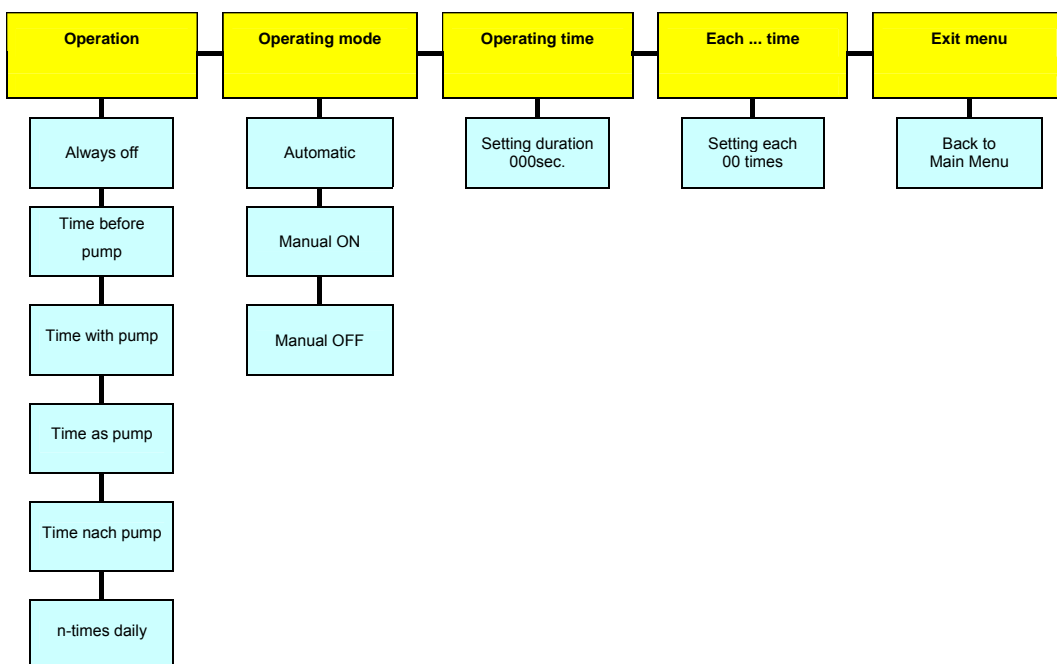 Operation
Operating mode
Operating time
Each ... time
Exit menu
Always off
Automatic
Setting duration
000sec.
Setting each
00 times
Back to
Main Menu
Time before
pump
Manual ON
Time with pump
Manual OFF
Time as pump
Time nach pump
n-times daily